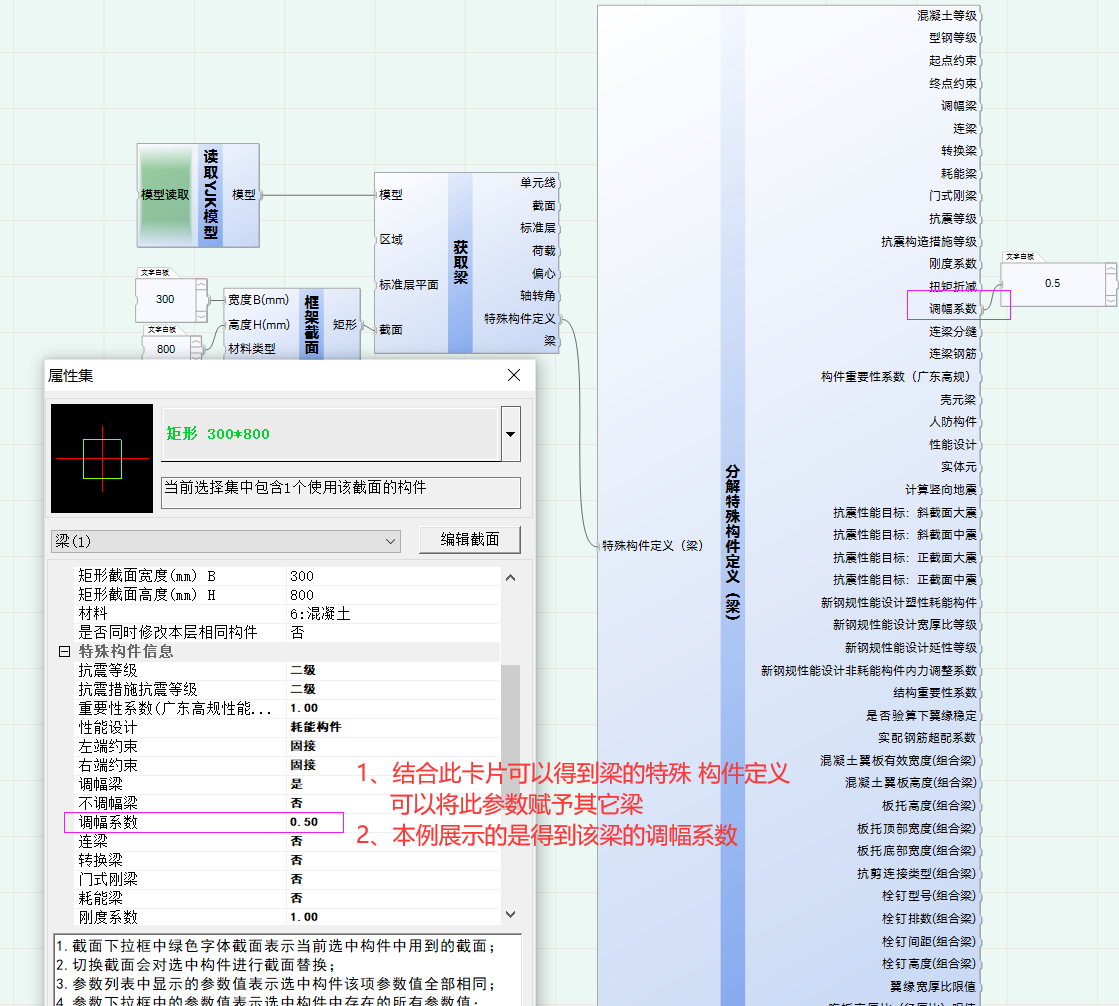 读取YJK模型
模型读取
模型
获取梁
模型
区域
标准层平面
截面
单元线
截面
标准层
荷载
偏心
轴转角
特殊构件定义
梁
文字白板
300
文字白板
800
框架截面
宽度B(mm)
高度H(mm)
材料类型
矩形
分解特殊构件定义（梁）
特殊构件定义（梁）
混凝土等级
型钢等级
起点约束
终点约束
调幅梁
连梁
转换梁
耗能梁
门式刚梁
抗震等级
抗震构造措施等级
刚度系数
扭矩折减
调幅系数
连梁分缝
连梁钢筋
构件重要性系数（广东高规）
壳元梁
人防构件
性能设计
实体元
计算竖向地震
抗震性能目标：斜截面大震
抗震性能目标：斜截面中震
抗震性能目标：正截面大震
抗震性能目标：正截面中震
新钢规性能设计塑性耗能构件
新钢规性能设计宽厚比等级
新钢规性能设计延性等级
新钢规性能设计非耗能构件内力调整系数
结构重要性系数
是否验算下翼缘稳定
实配钢筋超配系数
混凝土翼板有效宽度(组合梁)
混凝土翼板高度(组合梁)
板托高度(组合梁)
板托顶部宽度(组合梁)
板托底部宽度(组合梁)
抗剪连接类型(组合梁)
栓钉型号(组合梁)
栓钉排数(组合梁)
栓钉间距(组合梁)
栓钉高度(组合梁)
翼缘宽厚比限值
文字白板
0.5
属性集
矩形 300*800
当前选择集中包含1个使用该截面的构件
梁(1)
编辑截面
矩形截面宽度(mm) B 300
矩形截面高度(mm) H 800
材料 6:混凝土
是否同时修改本层相同构件 否
特殊构件信息
抗震等级 二级
抗震措施抗震等级 二级
重要性系数(广东高规性能... 1.00
性能设计 耗能构件
左端约束 固接
右端约束 固接
调幅梁 是
不调幅梁 否
调幅系数 0.50
连梁 否
转换梁 否
门式刚梁 否
耗能梁 否
刚度系数 1.00
1、结合此卡片可以得到梁的特殊 构件定义
可以将此参数赋予其它梁
2、本例展示的是得到该梁的调幅系数
1.截面下拉框中绿色字体截面表示当前选中构件中用到的截面；
2.切换截面会对选中构件进行截面替换；
3.参数列表中显示的参数值表示选中构件该项参数值全部相同；
4.参数下拉框中的参数值表示选中构件中存在的所有参数值；